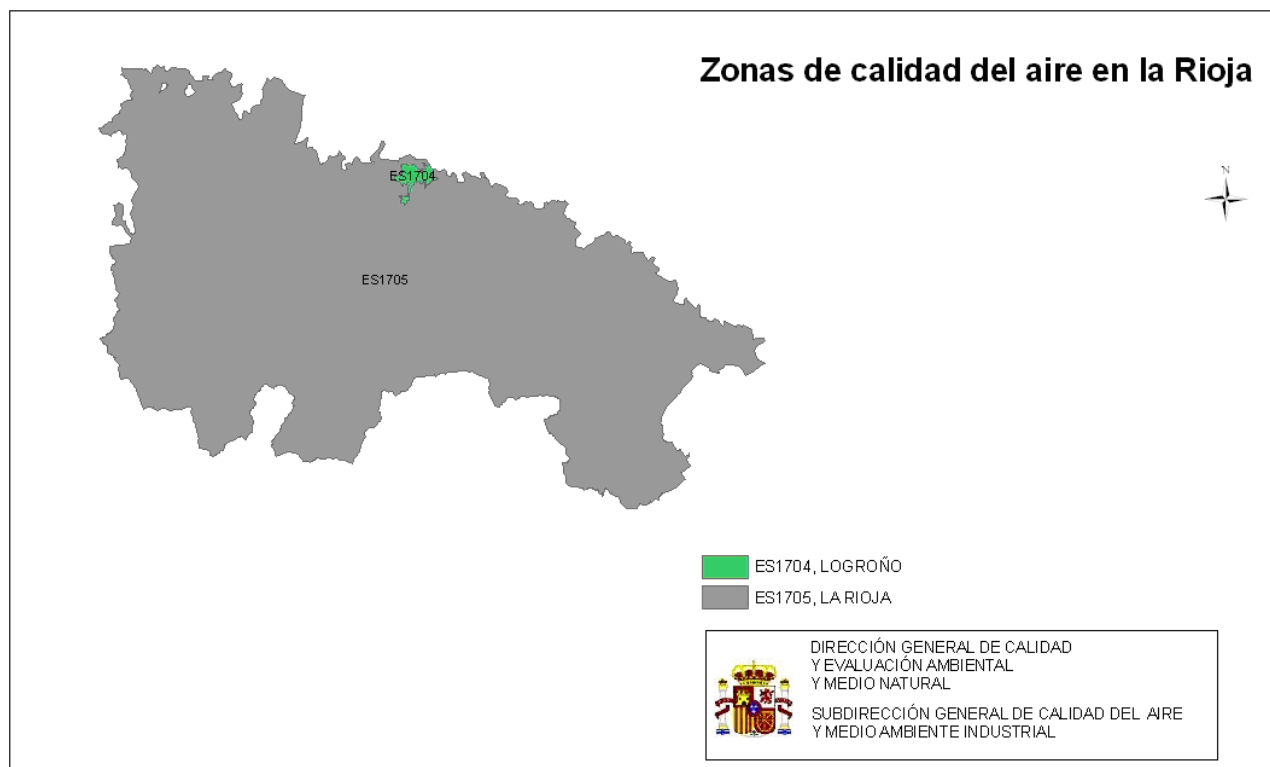 Zonas de calidad del aire en la Rioja
N
ES1704
ES1705
ES1704, LOGROÑO
ES1705, LA RIOJA
DIRECCIÓN GENERAL DE CALIDAD
Y EVALUACIÓN AMBIENTAL
Y MEDIO NATURAL
SUBDIRECCIÓN GENERAL DE CALIDAD DEL AIRE
Y MEDIO AMBIENTE INDUSTRIAL